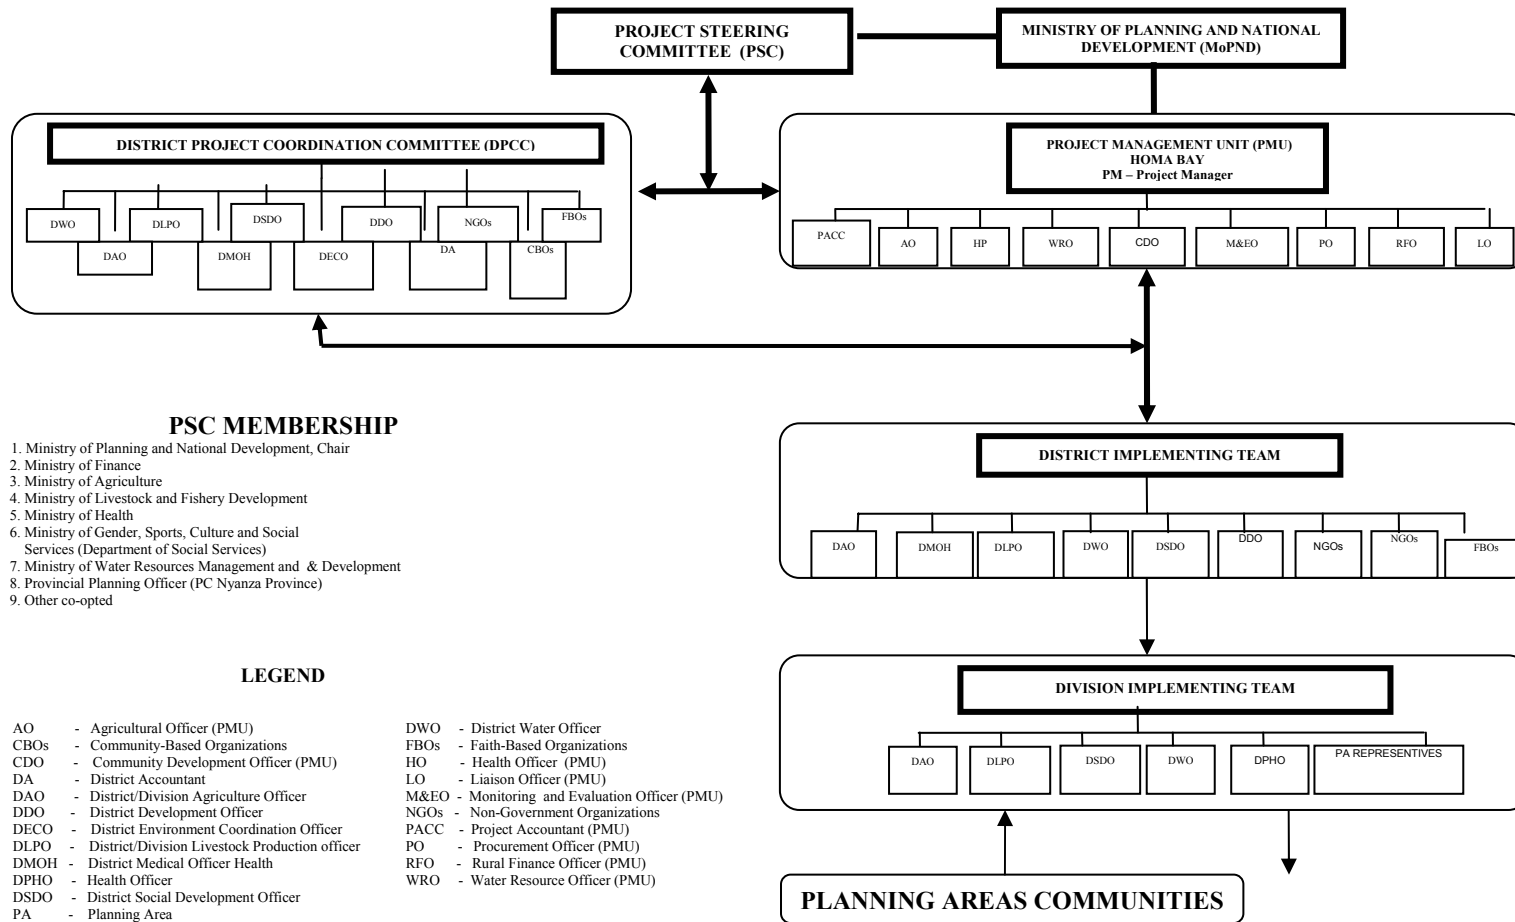 PROJECT STEERING
COMMITTEE (PSC)
MINISTRY OF PLANNING AND NATIONAL
DEVELOPMENT (MoPND)
DISTRICT PROJECT COORDINATION COMMITTEE (DPCC)
DWO
DLPO
DSDO
DDO
NGOs
FBOs
DAO
DMOH
DECO
DA
CBOs
PROJECT MANAGEMENT UNIT (PMU)
HOMA BAY
PM – Project Manager
PACC
AO
HP
WRO
CDO
M&EO
PO
RFO
LO
PSC MEMBERSHIP
1. Ministry of Planning and National Development, Chair
2. Ministry of Finance
3. Ministry of Agriculture
4. Ministry of Livestock and Fishery Development
5. Ministry of Health
6. Ministry of Gender, Sports, Culture and Social
Services (Department of Social Services)
7. Ministry of Water Resources Management and & Development
8. Provincial Planning Officer (PC Nyanza Province)
9. Other co-opted
DISTRICT IMPLEMENTING TEAM
DAO
DMOH
DLPO
DWO
DSDO
DDO
NGOs
NGOs
FBOs
DIVISION IMPLEMENTING TEAM
DAO
DLPO
DSDO
DWO
DPHO
PA REPRESENTIVES
PLANNING AREAS COMMUNITIES
LEGEND
AO - Agricultural Officer (PMU)
CBOs - Community-Based Organizations
CDO - Community Development Officer (PMU)
DA - District Accountant
DAO - District/Division Agriculture Officer
DDO - District Development Officer
DECO - District Environment Coordination Officer
DLPO - District/Division Livestock Production officer
DMOH - District Medical Officer Health
DPHO - Health Officer
DSDO - District Social Development Officer
PA - Planning Area
DWO - District Water Officer
FBOs - Faith-Based Organizations
HO - Health Officer (PMU)
LO - Liaison Officer (PMU)
M&EO - Monitoring and Evaluation Officer (PMU)
NGOs - Non-Government Organizations
PACC - Project Accountant (PMU)
PO - Procurement Officer (PMU)
RFO - Rural Finance Officer (PMU)
WRO - Water Resource Officer (PMU)